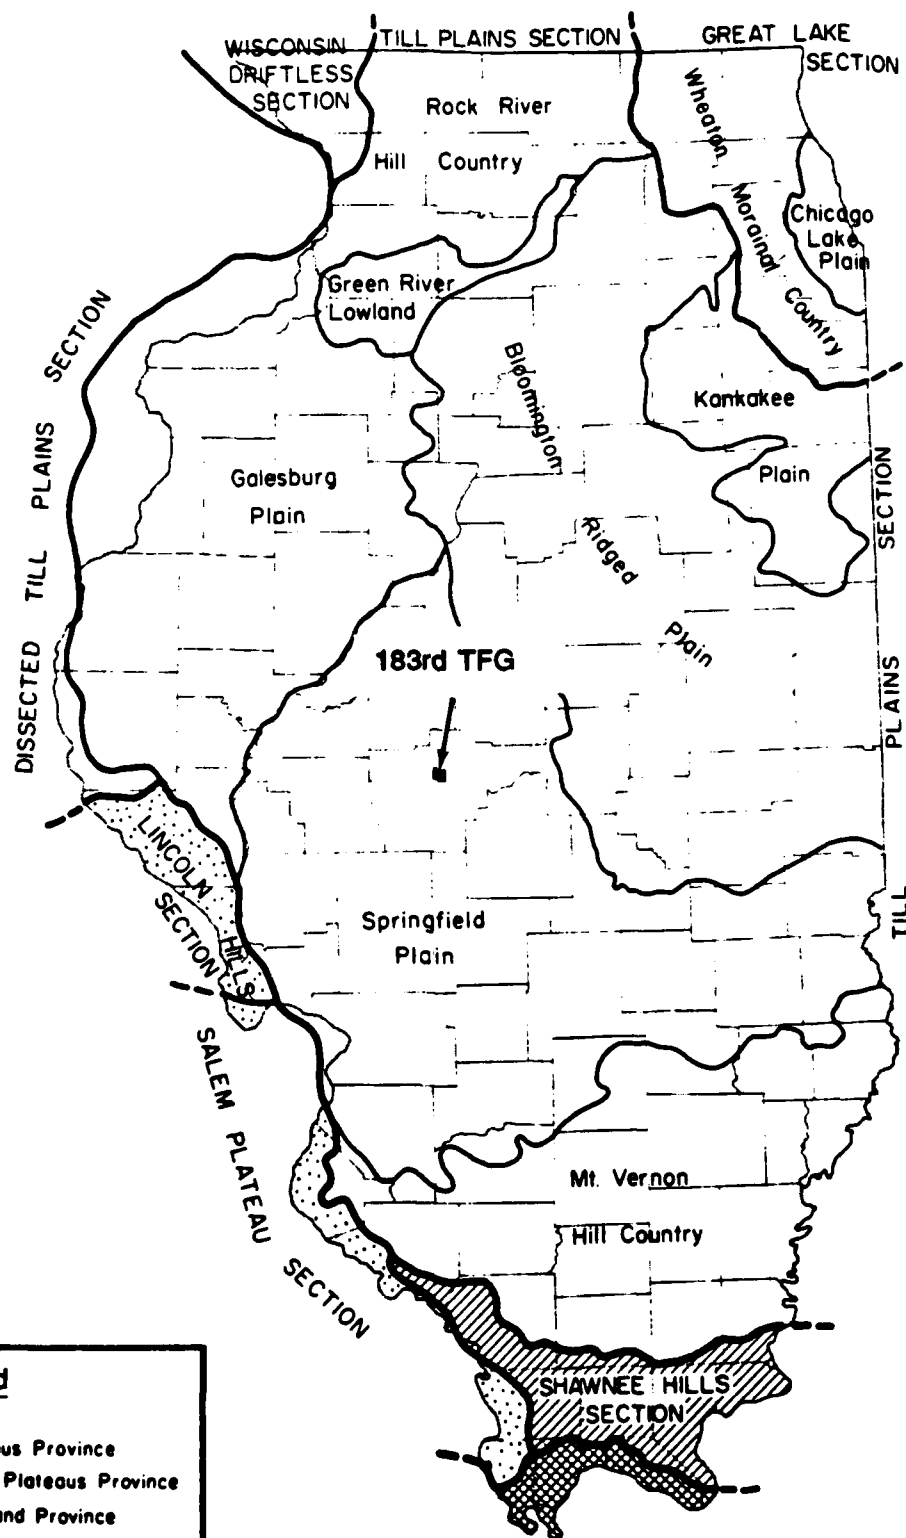 TILL PLAINS SECTION
GREAT LAKE
SECTION
WISCONSIN
DRIFTLESS
SECTION
Rock River
Hill Country
Wheaton
Morainal
Country
Chicago
Lake
Plain
Green River
Lowland
DISSECTED TILL PLAINS SECTION
Bloomington
Ridged
Plain
Kankakee
Plain
Galesburg
Plain
TILL PLAINS SECTION
183rd TFG
LINCOLN HILLS
SECTION
Springfield
Plain
SALEM PLATEAU SECTION
Mt. Vernon
Hill Country
SHAWNEE HILLS
SECTION
Province
Plateaus Province
Province